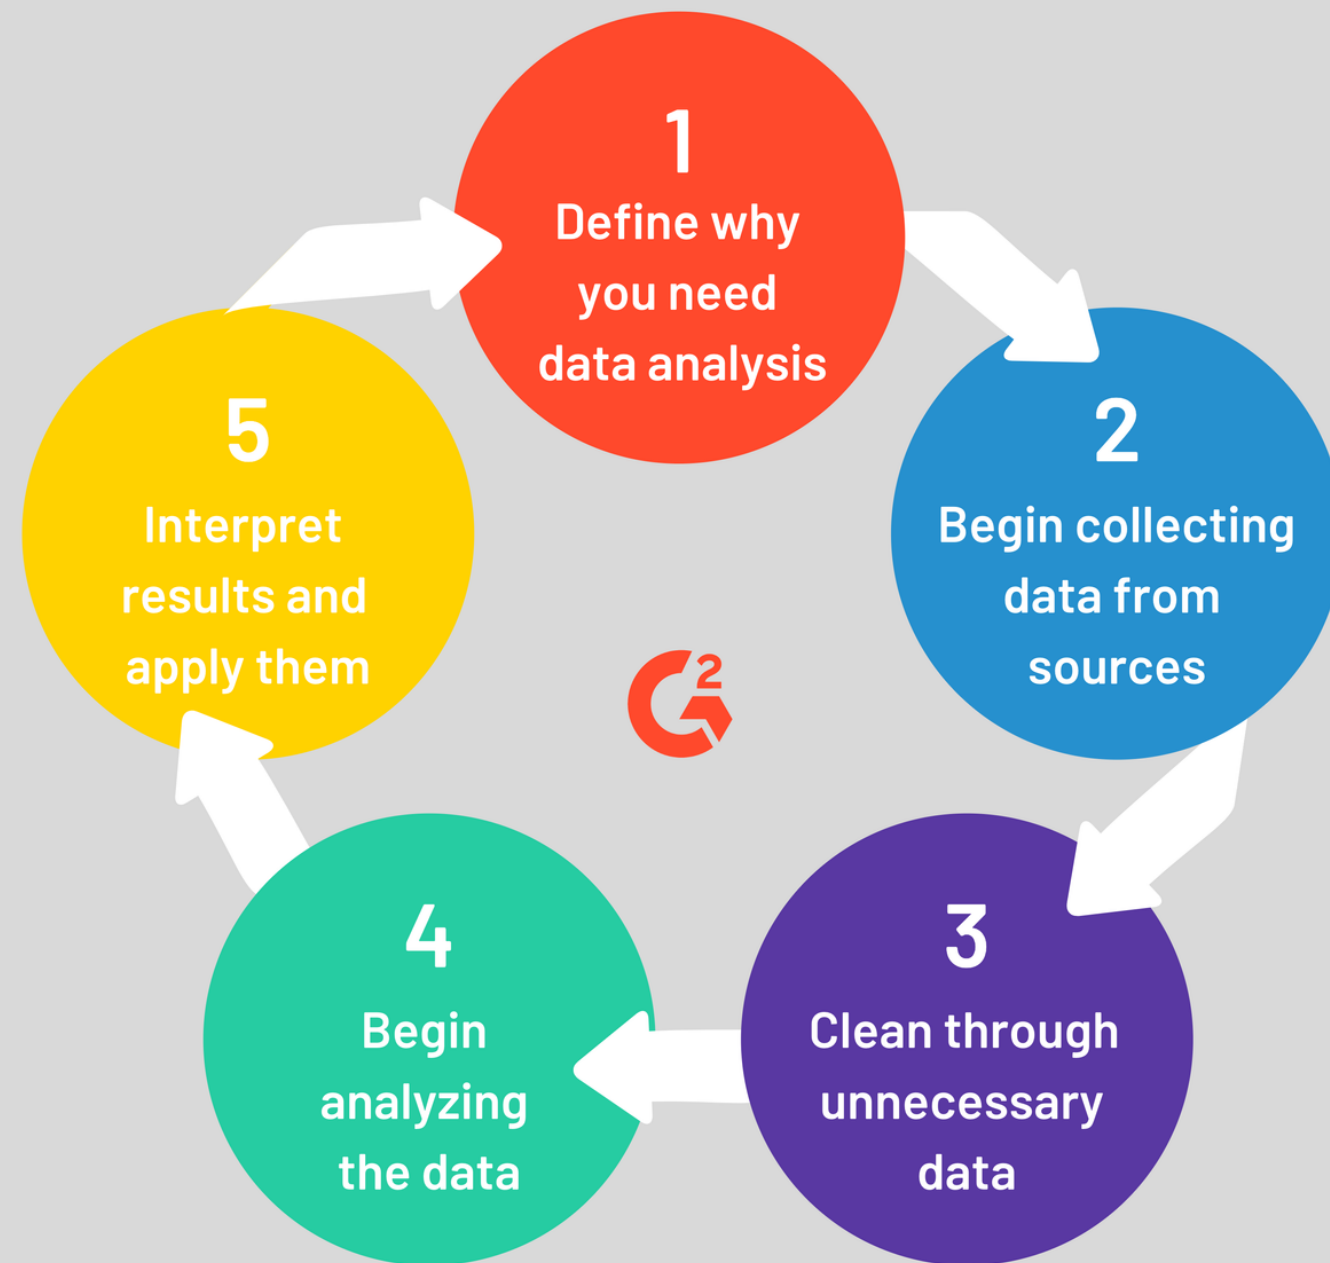 1
Define why
you need
data analysis
2
Begin collecting
data from
sources
3
Clean through
unnecessary
data
4
Begin
analyzing
the data
5
Interpret
results and
apply them
G2